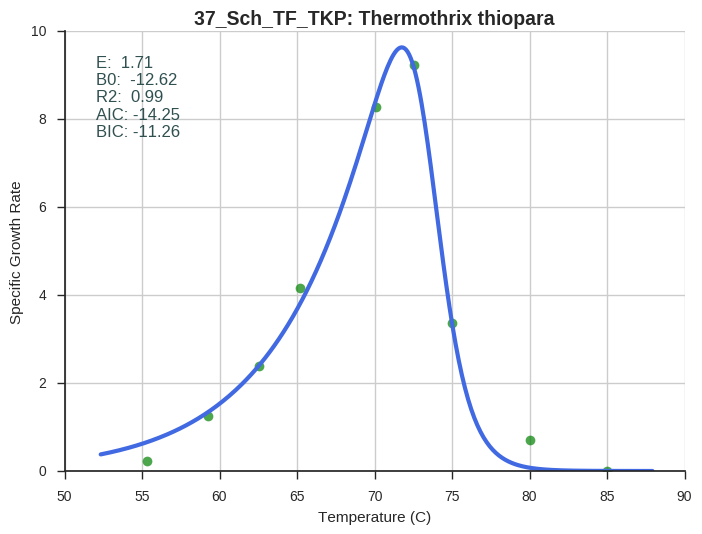 37_Sch_TF_TKP: Thermothrix thiopara
E:  1.71
B0:  -12.62
R2:  0.99
AIC: -14.25
BIC: -11.26
10
8
6
4
2
0
Specific Growth Rate
50 55 60 65 70 75 80 85 90
Temperature (C)